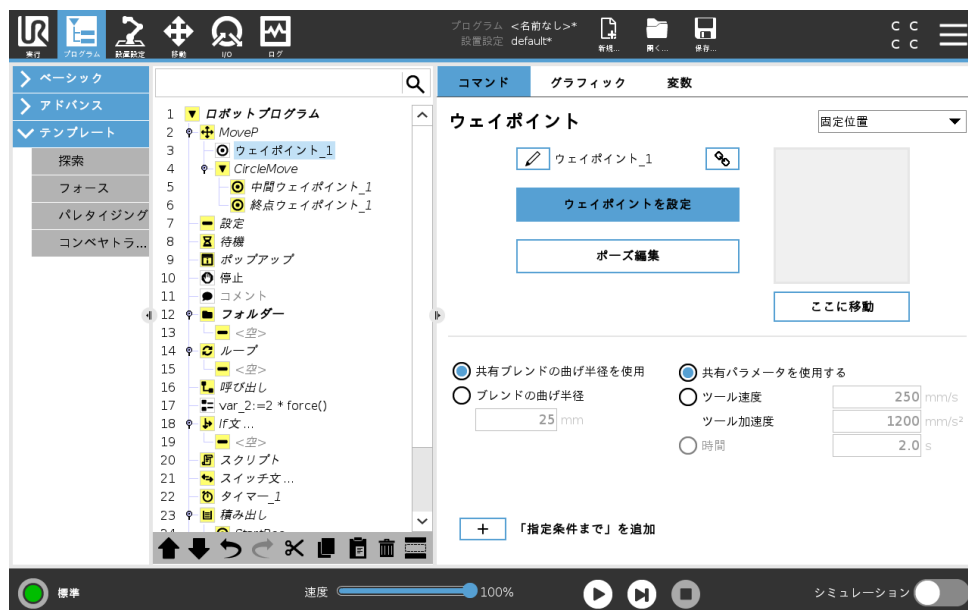 UR
実行
プログラム
設置設定
移動
I/O
ログ
プログラム <名前なし>*
設置設定 default*
新規...
開く...
保存...
C C
C C
ベーシック
アドバンス
テンプレート
探索
フォース
パレタイジング
コンベヤトラ...
1 ロボットプログラム
2 MoveP
3 ウェイポイント_1
4 CircleMove
5 中間ウェイポイント_1
6 終点ウェイポイント_1
7 設定
8 待機
9 ポップアップ
10 停止
11 コメント
12 フォルダー
13 <空>
14 ループ
15 <空>
16 呼び出し
17 var_2:=2 * force()
18 If文...
19 <空>
20 スクリプト
21 スイッチ文...
22 タイマー_1
23 積み出し
コマンド グラフィック 変数
ウェイポイント
固定位置
ウェイポイント_1
ウェイポイントを設定
ポーズ編集
ここに移動
共有ブレンドの曲げ半径を使用
ブレンドの曲げ半径
25 mm
共有パラメータを使用する
ツール速度 250 mm/s
ツール加速度 1200 mm/s²
時間 2.0 s
+ 「指定条件まで」を追加
標準
速度 100%
シミュレーション